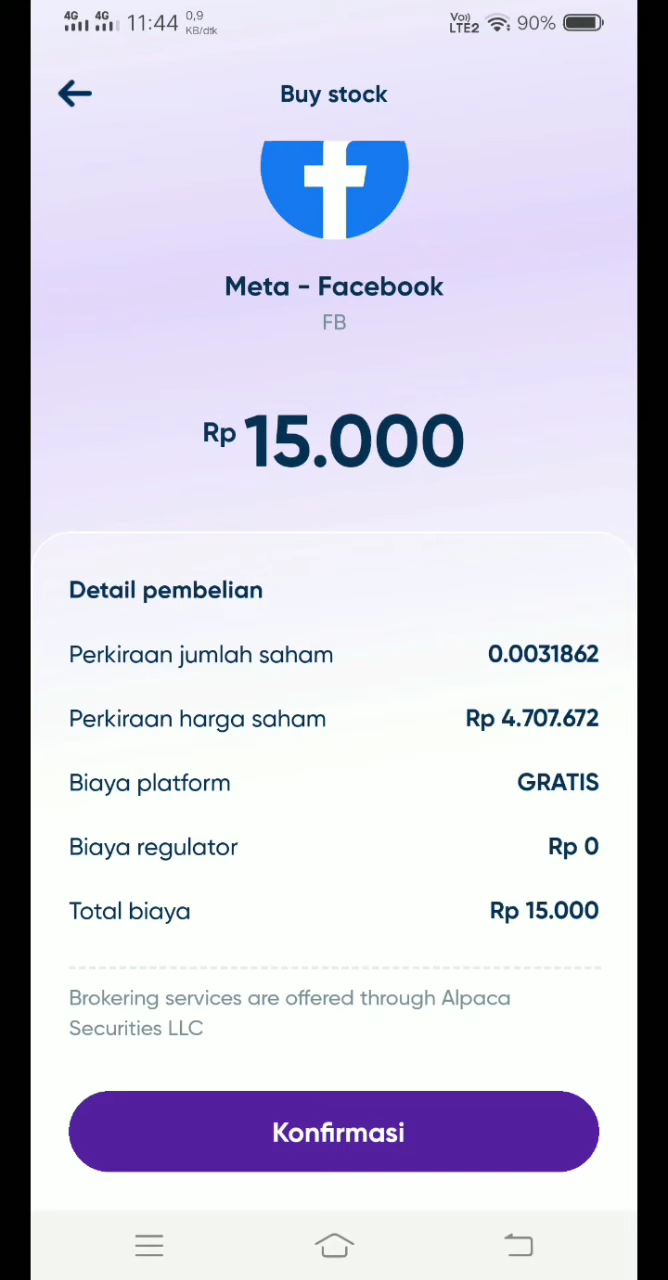 4G 4G 11:44 0,9 KB/dtk Vo)) LTE2 90%
Buy stock
Meta - Facebook
FB
Rp 15.000
Detail pembelian
Perkiraan jumlah saham 0.0031862
Perkiraan harga saham Rp 4.707.672
Biaya platform GRATIS
Biaya regulator Rp 0
Total biaya Rp 15.000
Brokering services are offered through Alpaca
Securities LLC
Konfirmasi